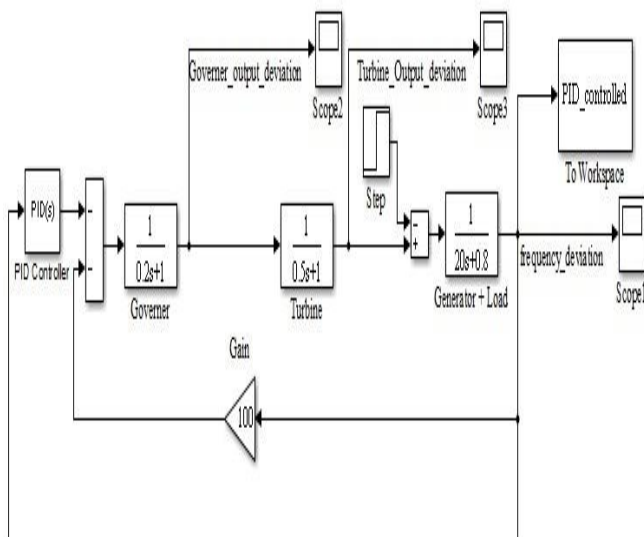 Governer_output_deviation
Scope2
Turbine_Output_deviation
Scope3
PID_controlled
To Workspace
Step
PID(s)
PID Controller
-
-
1
0.2s+1
Governer
1
0.5s+1
Turbine
-
+
1
20s+0.8
Generator + Load
frequency_deviation
Scope1
Gain
100